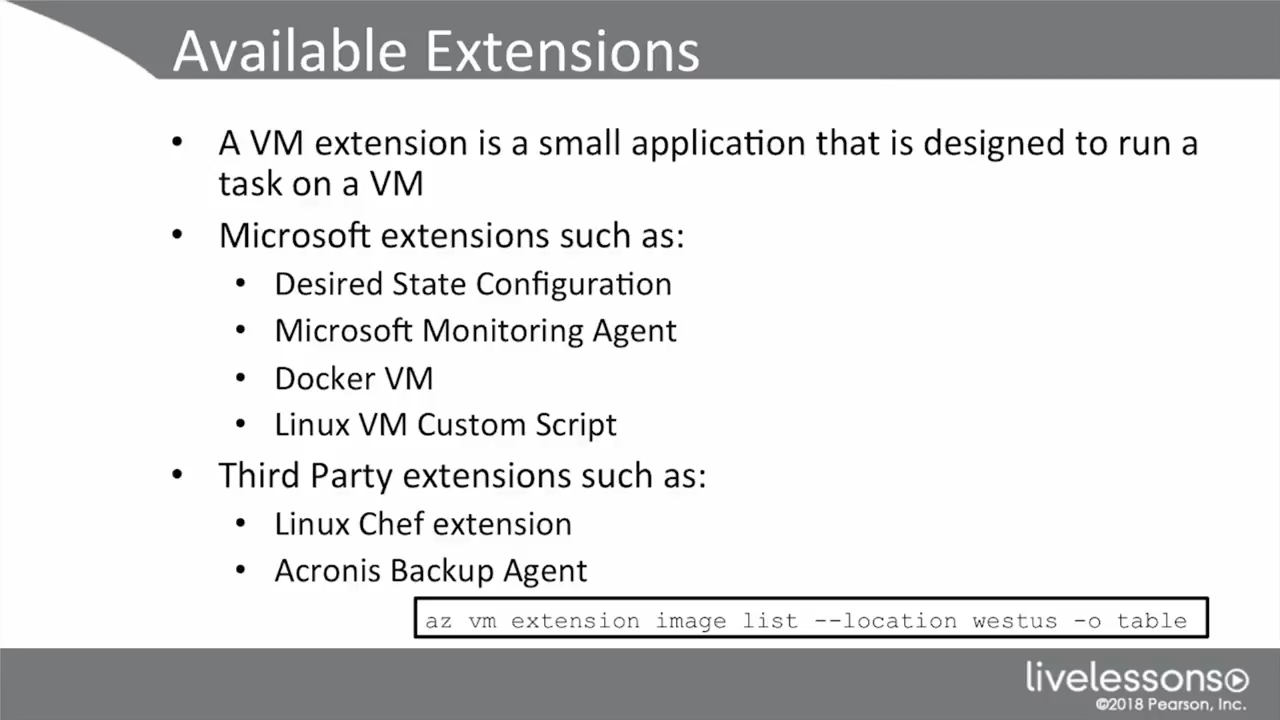 Available Extensions
• A VM extension is a small application that is designed to run a
task on a VM
• Microsoft extensions such as:
• Desired State Configuration
• Microsoft Monitoring Agent
• Docker VM
• Linux VM Custom Script
• Third Party extensions such as:
• Linux Chef extension
• Acronis Backup Agent
az vm extension image list --location westus -o table
livelessons
©2018 Pearson, Inc.